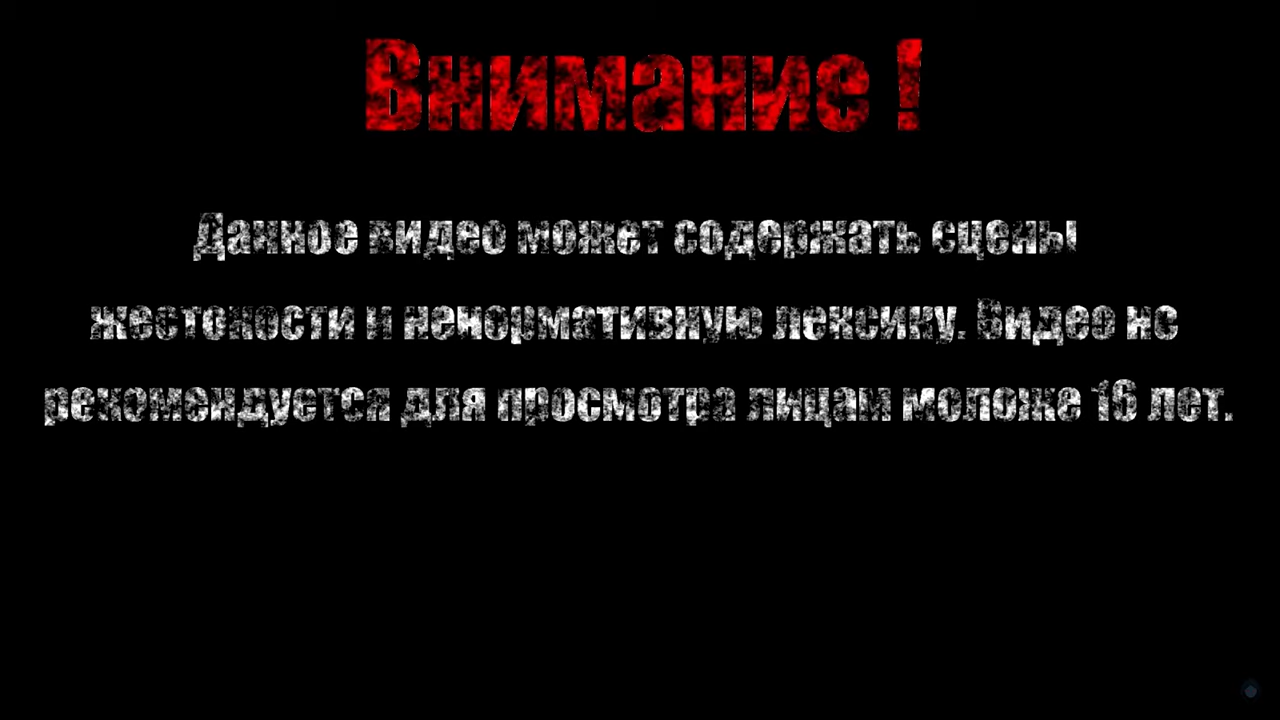 Внимание !
Данное видео может содержать сцены
жестокости и ненормативную лексику. Видео не
рекомендуется для просмотра лицам моложе 16 лет.